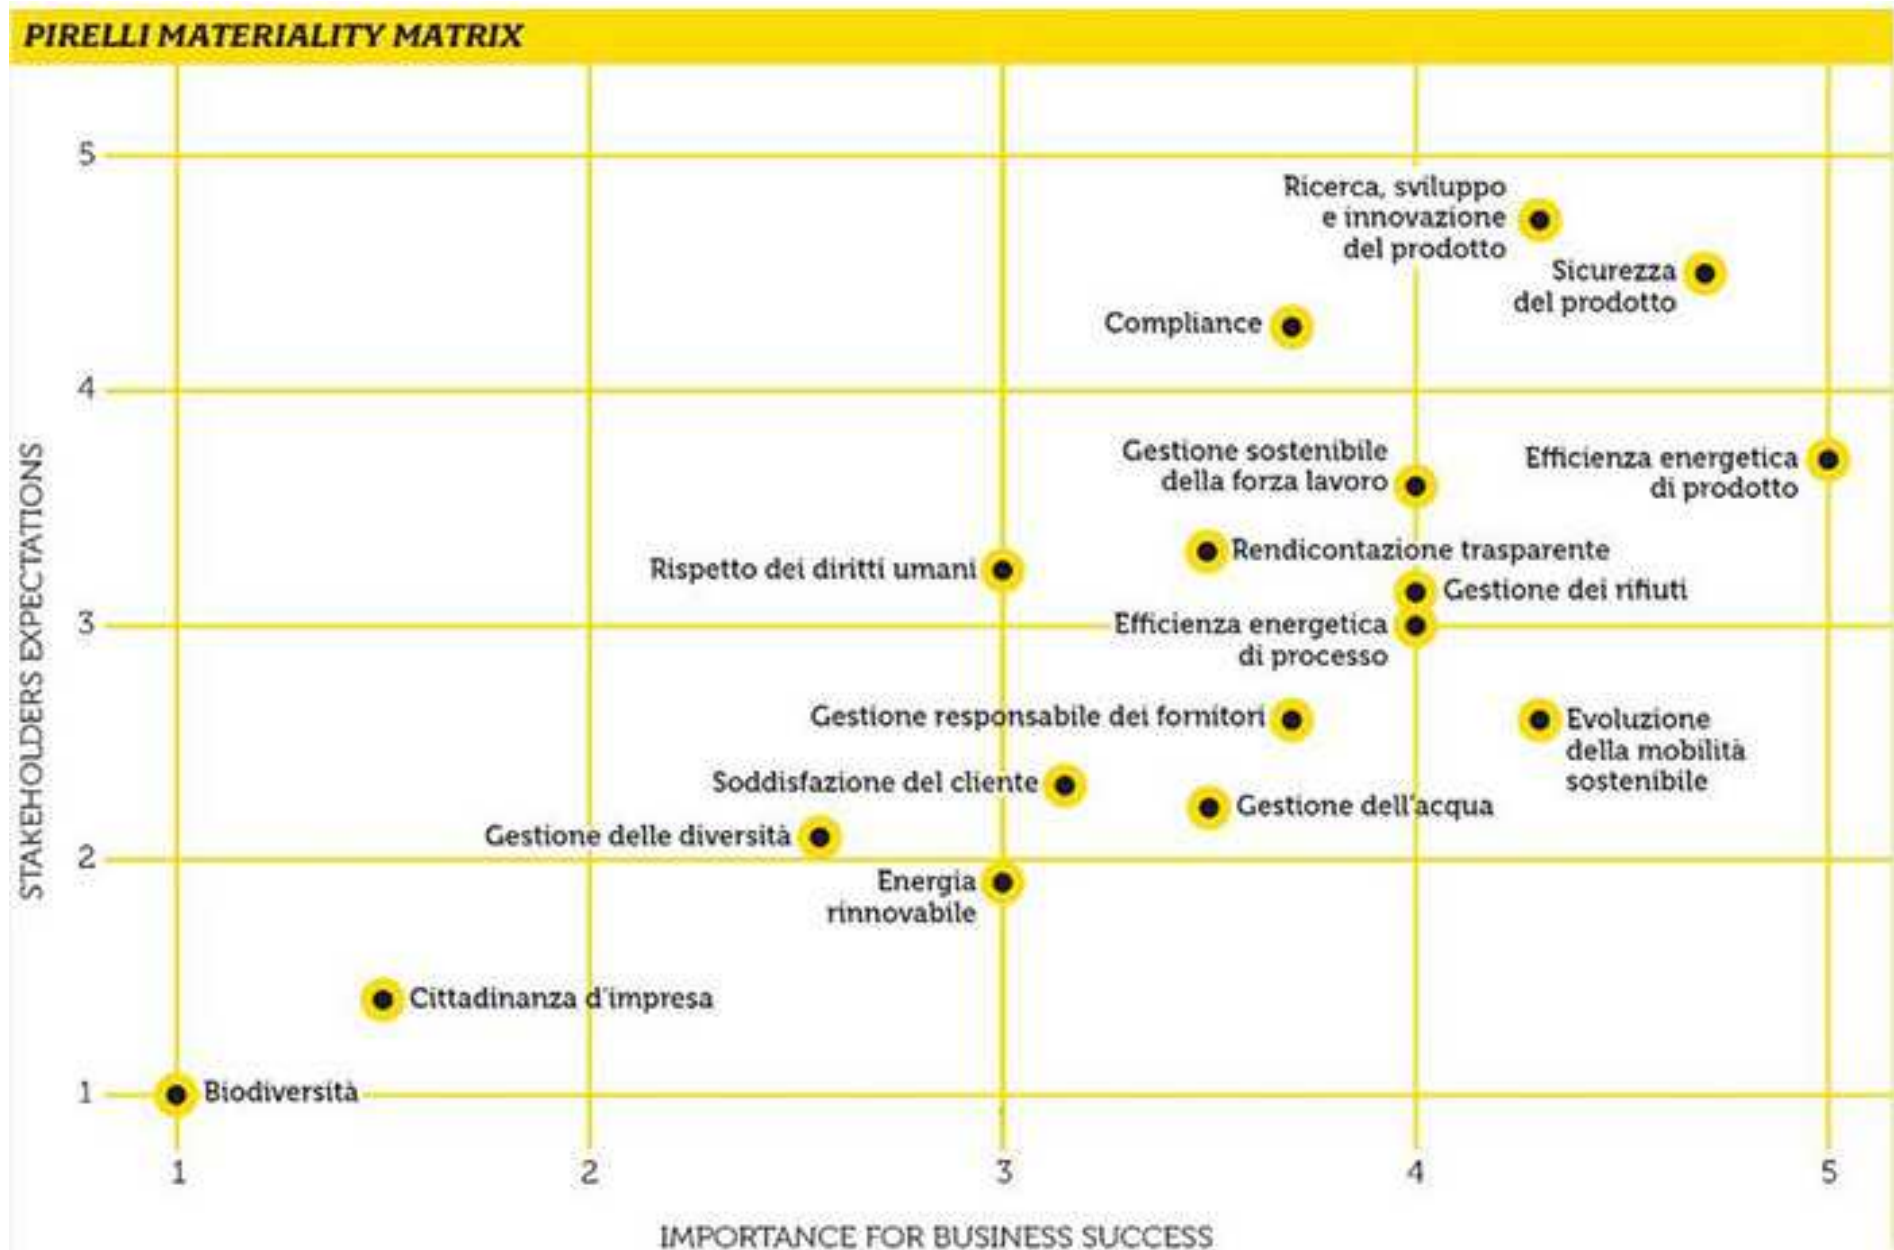 PIRELLI MATERIALITY MATRIX
5
Ricerca, sviluppo
e innovazione
del prodotto
Sicurezza
del prodotto
Compliance
4
Gestione sostenibile
della forza lavoro
Efficienza energetica
di prodotto
Rendicontazione trasparente
Rispetto dei diritti umani
Gestione dei rifiuti
3
Efficienza energetica
di processo
Gestione responsabile dei fornitori
Evoluzione
della mobilità
sostenibile
Soddisfazione del cliente
Gestione dell'acqua
Gestione delle diversità
2
Energia
rinnovabile
Cittadinanza d'impresa
1
Biodiversità
STAKEHOLDERS EXPECTATIONS
1 2 3 4 5
IMPORTANCE FOR BUSINESS SUCCESS